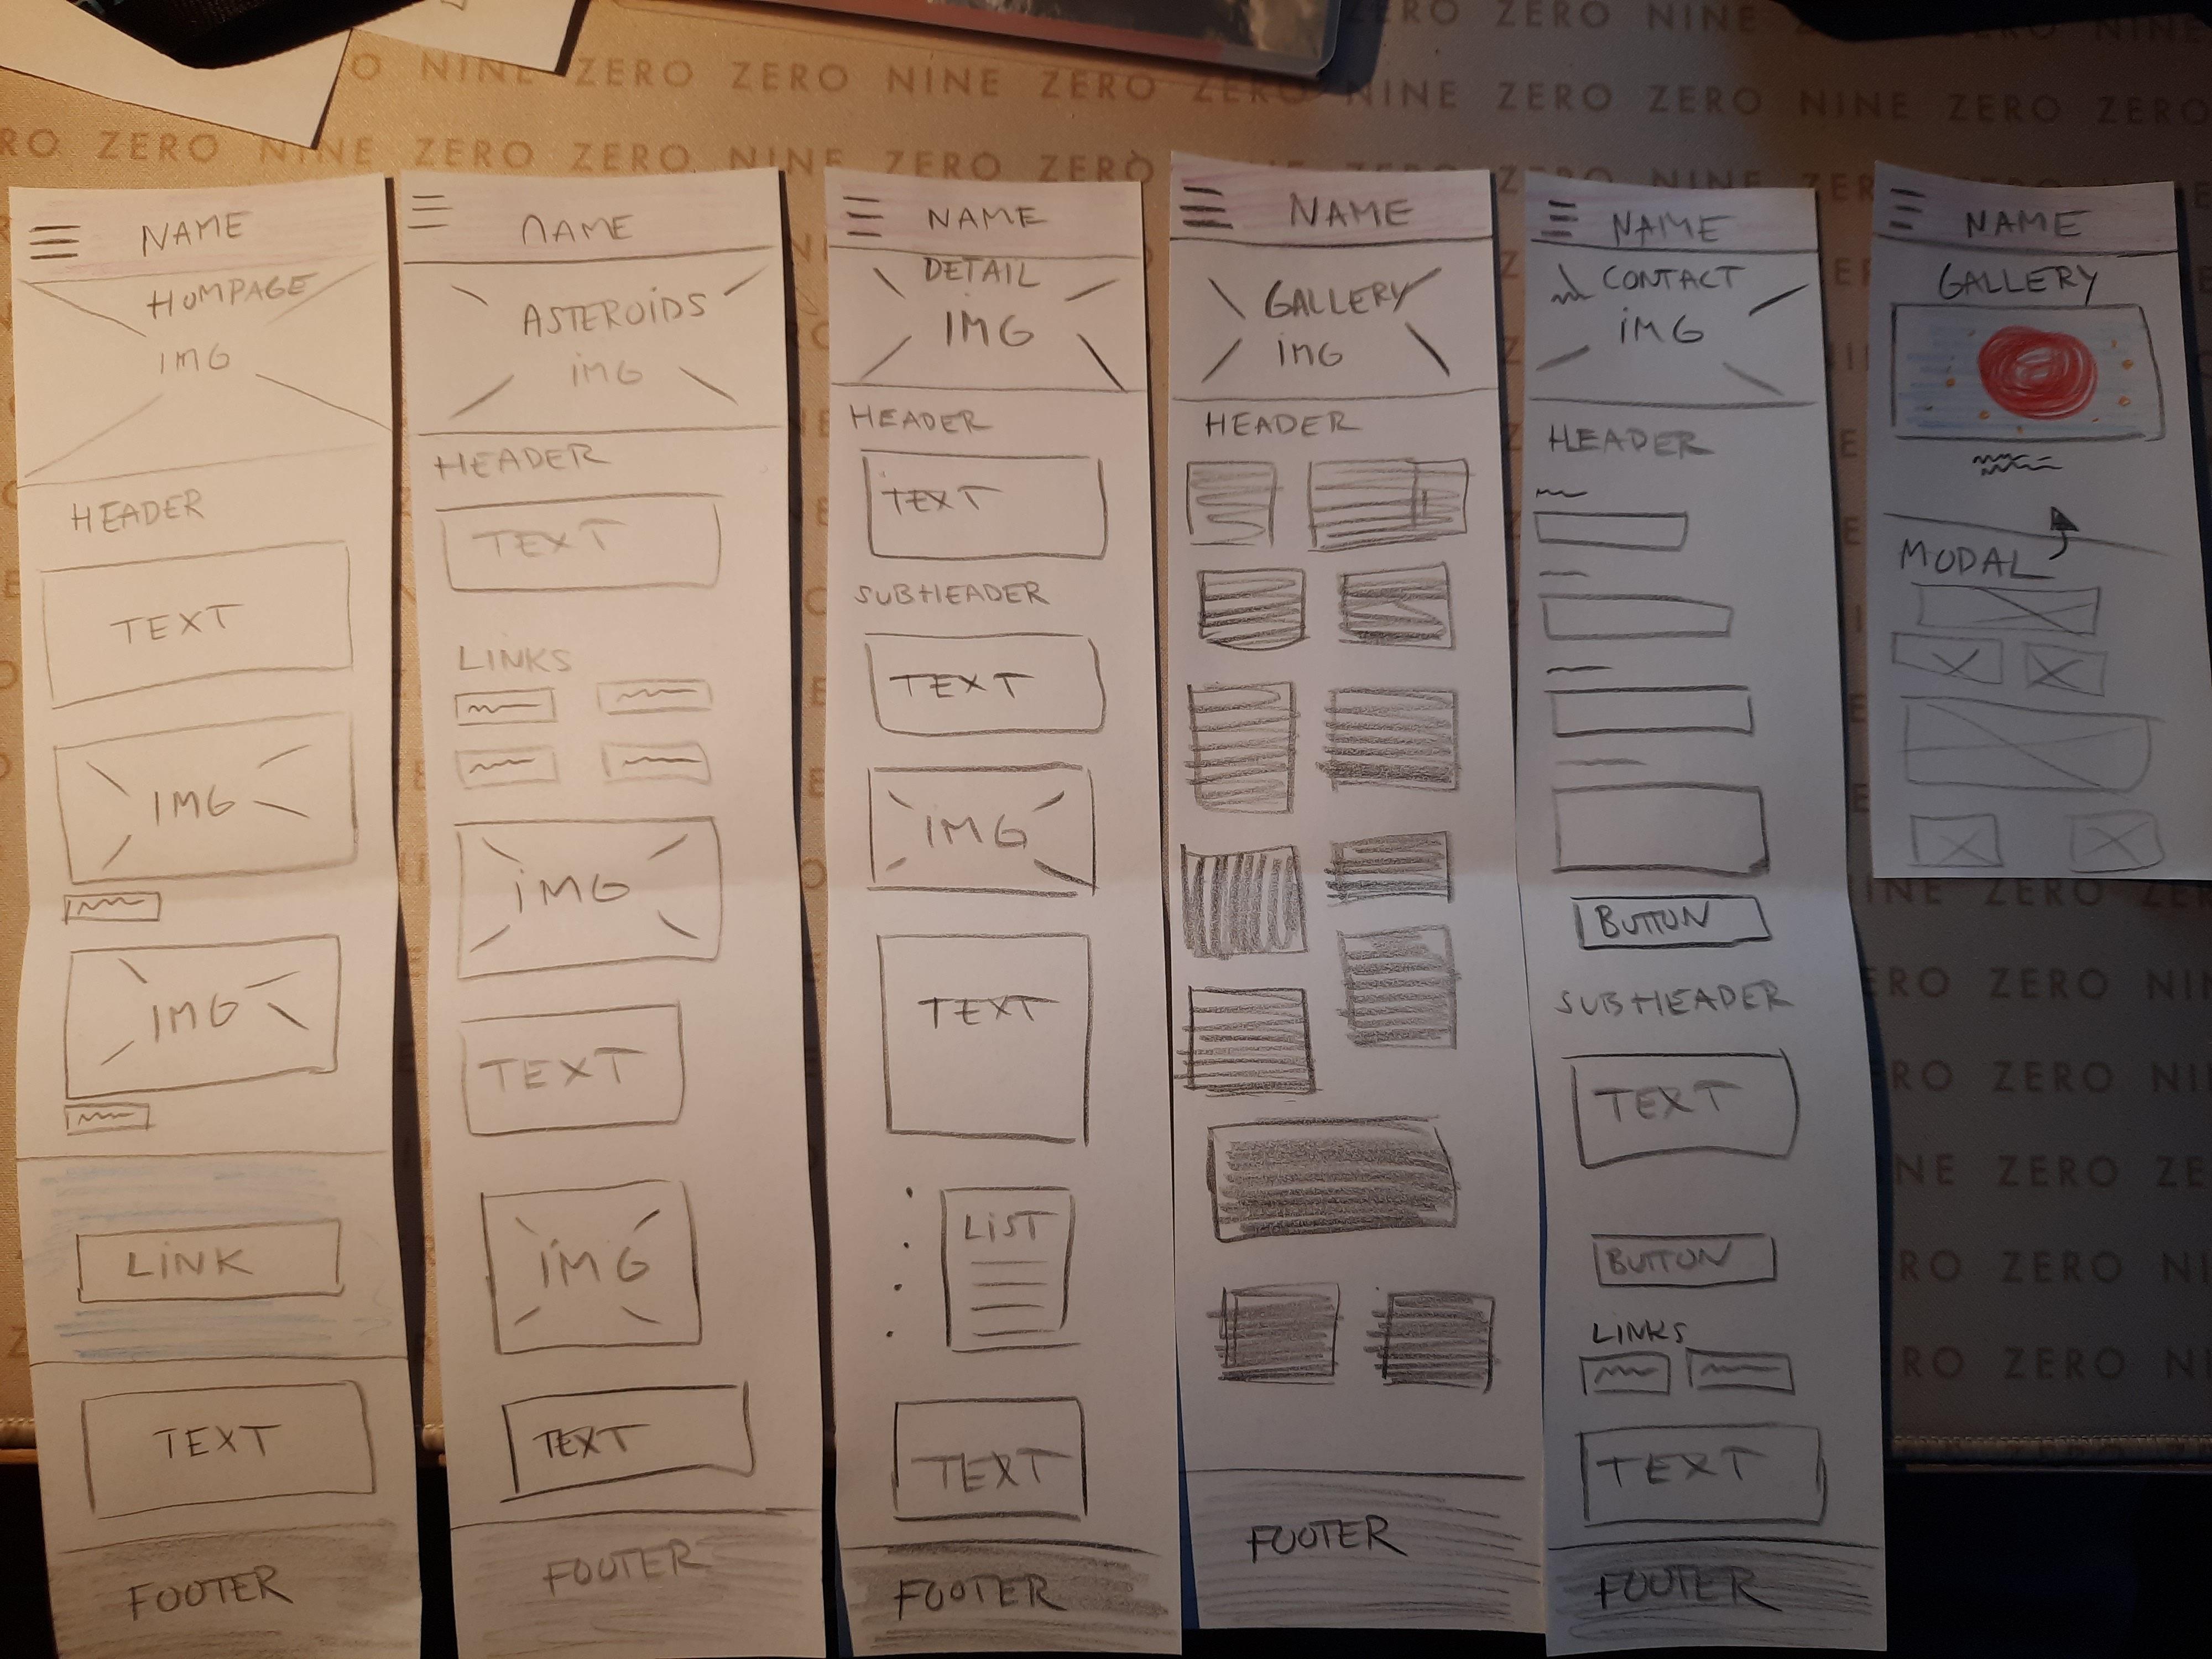 NAME
HOMPAGE
IMG
HEADER
TEXT
IMG
IMG
LINK
TEXT
FOOTER
NAME
ASTEROIDS
IMG
HEADER
TEXT
LINKS
IMG
TEXT
IMG
TEXT
FOOTER
NAME
DETAIL
IMG
HEADER
TEXT
SUBHEADER
TEXT
IMG
TEXT
LIST
TEXT
FOOTER
NAME
GALLERY
IMG
HEADER
FOOTER
NAME
CONTACT
IMG
HEADER
BUTTON
SUBHEADER
TEXT
BUTTON
LINKS
TEXT
FOOTER
NAME
GALLERY
MODAL
ZERO ZERO NINE
NINE ZERO ZERO NINE ZERO ZERO NINE ZERO ZERO NINE ZERO ZERO
ZERO NINE ZERO ZERO NINE ZERO ZERO
ZERO NINE
ZERO ZERO
ZERO NINE
ZERO
ZERO